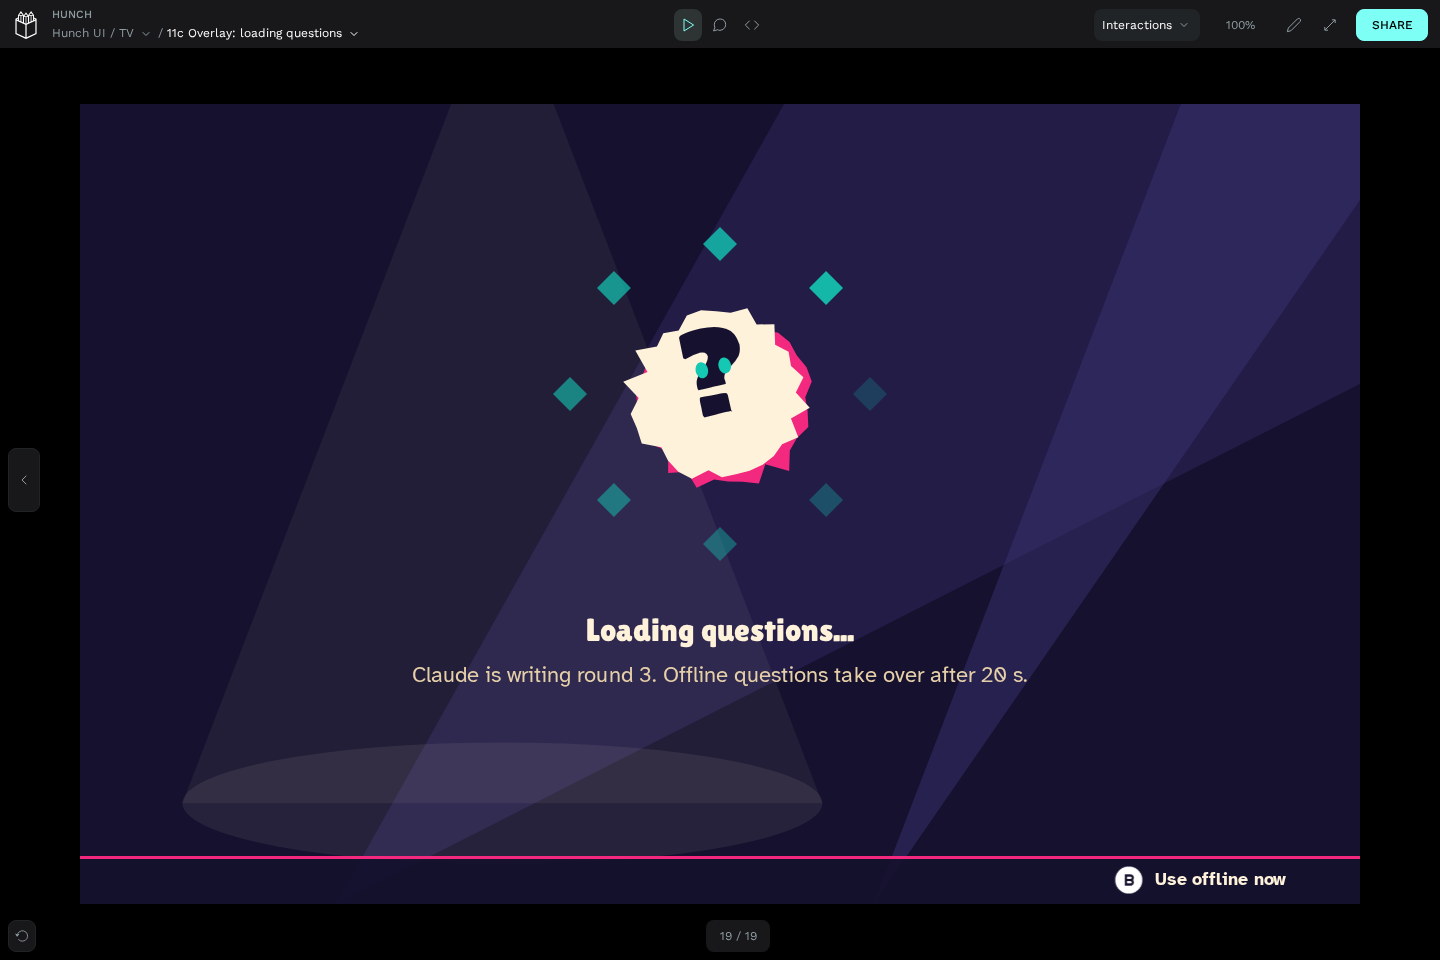 HUNCH
Hunch UI / TV / 11c Overlay: loading questions
Interactions
100%
SHARE
?
Loading questions...
Claude is writing round 3. Offline questions take over after 20 s.
B Use offline now
19 / 19